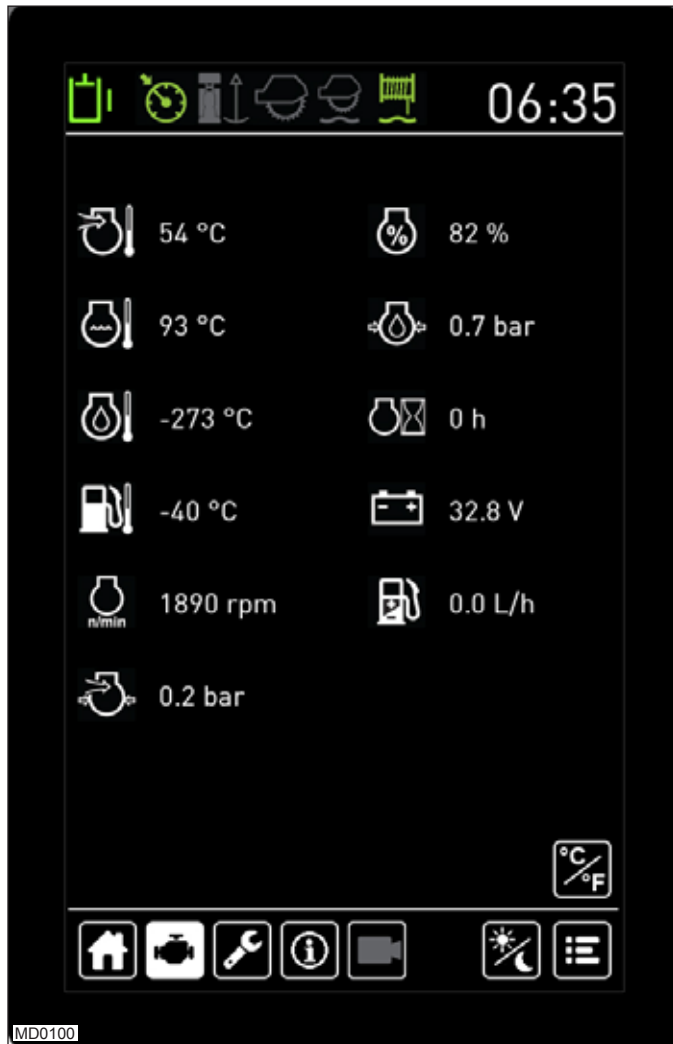 06:35
54 °C
% 82 %
93 °C
0.7 bar
-273 °C
0 h
-40 °C
- + 32.8 V
n/min 1890 rpm
0.0 L/h
0.2 bar
°C/°F
i
MD0100